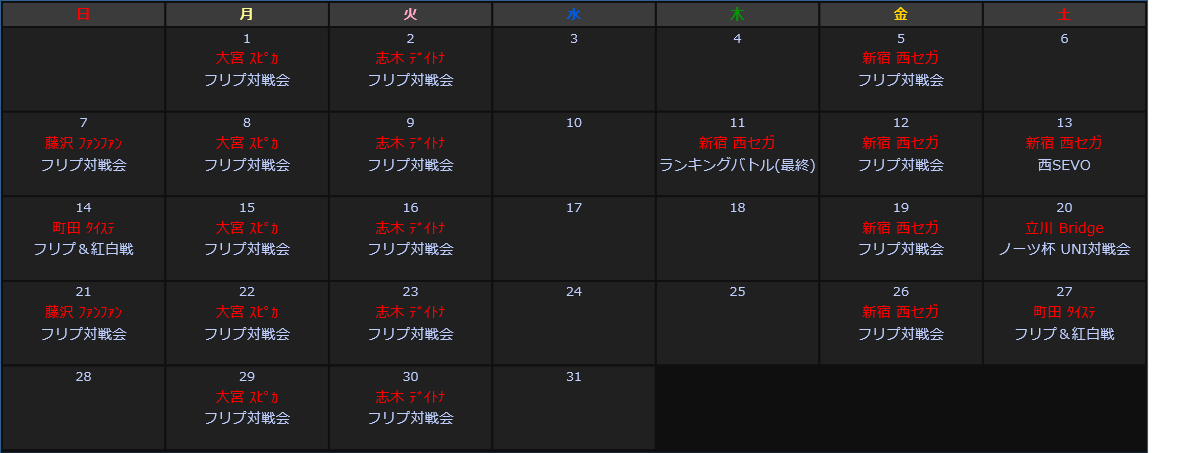 日 月 火 水 木 金 土
1 2 3 4 5 6
大宮 ｽﾋﾟｶ 志木 ﾃﾞｲﾄﾅ 新宿 西セガ
フリプ対戦会 フリプ対戦会 フリプ対戦会
7 8 9 10 11 12 13
藤沢 ﾌｧﾝﾌｧﾝ 大宮 ｽﾋﾟｶ 志木 ﾃﾞｲﾄﾅ 新宿 西セガ 新宿 西セガ 新宿 西セガ
フリプ対戦会 フリプ対戦会 フリプ対戦会 ランキングバトル(最終) フリプ対戦会 西SEVO
14 15 16 17 18 19 20
町田 ﾀｲｽﾃ 大宮 ｽﾋﾟｶ 志木 ﾃﾞｲﾄﾅ 新宿 西セガ 立川 Bridge
フリプ＆紅白戦 フリプ対戦会 フリプ対戦会 フリプ対戦会 ノーツ杯 UNI対戦会
21 22 23 24 25 26 27
藤沢 ﾌｧﾝﾌｧﾝ 大宮 ｽﾋﾟｶ 志木 ﾃﾞｲﾄﾅ 新宿 西セガ 町田 ﾀｲｽﾃ
フリプ対戦会 フリプ対戦会 フリプ対戦会 フリプ対戦会 フリプ＆紅白戦
28 29 30 31
大宮 ｽﾋﾟｶ 志木 ﾃﾞｲﾄﾅ
フリプ対戦会 フリプ対戦会